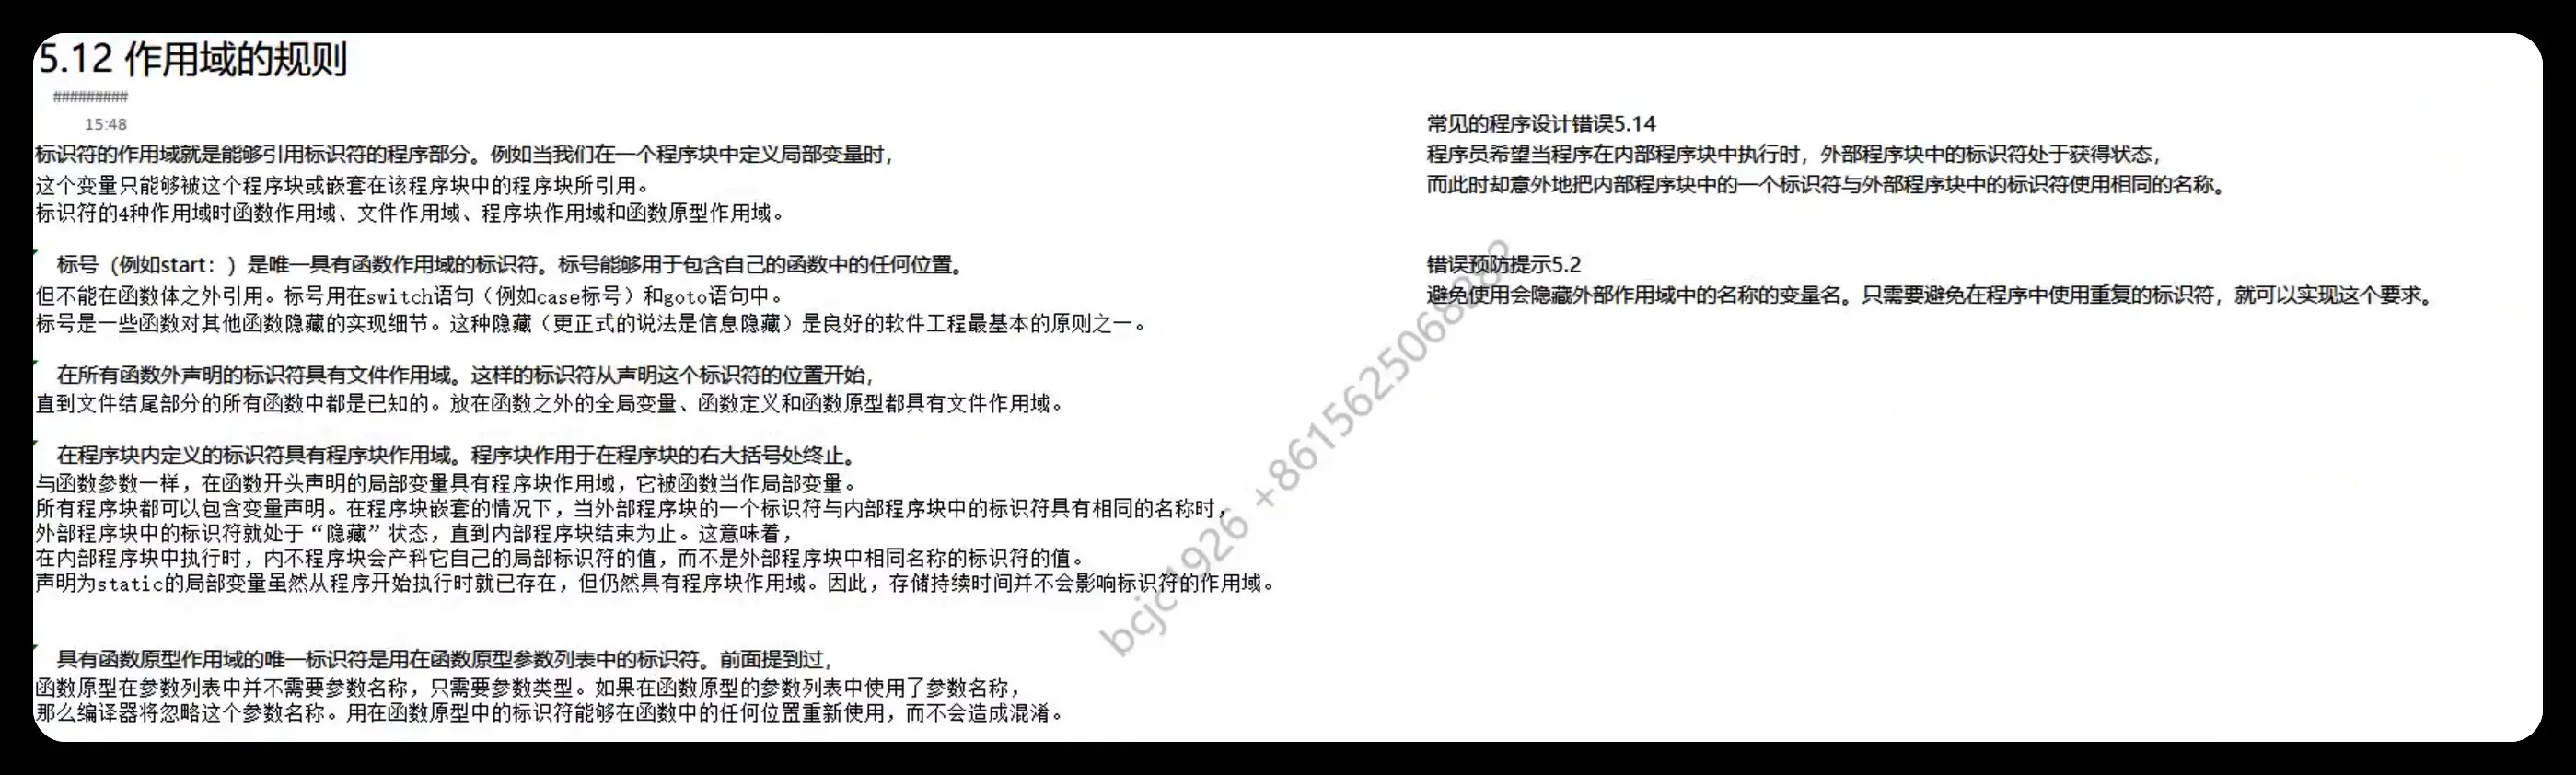 5.12 作用域的规则
#########
15:48
标识符的作用域就是能够引用标识符的程序部分。例如当我们在一个程序块中定义局部变量时，
这个变量只能够被这个程序块或嵌套在该程序块中的程序块所引用。
标识符的4种作用域时函数作用域、文件作用域、程序块作用域和函数原型作用域。
标号（例如start：）是唯一具有函数作用域的标识符。标号能够用于包含自己的函数中的任何位置。
但不能在函数体之外引用。标号用在switch语句（例如case标号）和goto语句中。
标号是一些函数对其他函数隐藏的实现细节。这种隐藏（更正式的说法是信息隐藏）是良好的软件工程最基本的原则之一。
在所有函数外声明的标识符具有文件作用域。这样的标识符从声明这个标识符的位置开始，
直到文件结尾部分的所有函数中都是已知的。放在函数之外的全局变量、函数定义和函数原型都具有文件作用域。
在程序块内定义的标识符具有程序块作用域。程序块作用于在程序块的右大括号处终止。
与函数参数一样，在函数开头声明的局部变量具有程序块作用域，它被函数当作局部变量。
所有程序块都可以包含变量声明。在程序块嵌套的情况下，当外部程序块的一个标识符与内部程序块中的标识符具有相同的名称时，
外部程序块中的标识符就处于“隐藏”状态，直到内部程序块结束为止。这意味着，
在内部程序块中执行时，内不程序块会产科它自己的局部标识符的值，而不是外部程序块中相同名称的标识符的值。
声明为static的局部变量虽然从程序开始执行时就已存在，但仍然具有程序块作用域。因此，存储持续时间并不会影响标识符的作用域。
具有函数原型作用域的唯一标识符是用在函数原型参数列表中的标识符。前面提到过，
函数原型在参数列表中并不需要参数名称，只需要参数类型。如果在函数原型的参数列表中使用了参数名称，
那么编译器将忽略这个参数名称。用在函数原型中的标识符能够在函数中的任何位置重新使用，而不会造成混淆。
常见的程序设计错误5.14
程序员希望当程序在内部程序块中执行时，外部程序块中的标识符处于获得状态，
而此时却意外地把内部程序块中的一个标识符与外部程序块中的标识符使用相同的名称。
错误预防提示5.2
避免使用会隐藏外部作用域中的名称的变量名。只需要避免在程序中使用重复的标识符，就可以实现这个要求。
bcjc1926 +8615625068282